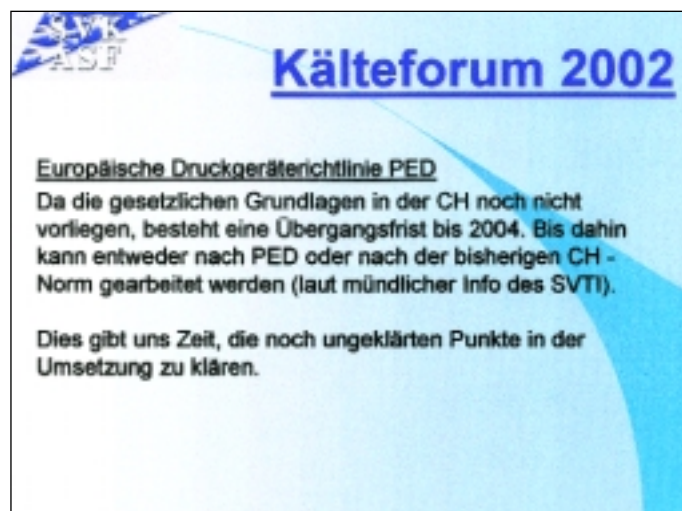 SVK
ASF
Kälteforum 2002
Europäische Druckgeräterichtlinie PED
Da die gesetzlichen Grundlagen in der CH noch nicht
vorliegen, besteht eine Übergangsfrist bis 2004. Bis dahin
kann entweder nach PED oder nach der bisherigen CH -
Norm gearbeitet werden (laut mündlicher Info des SVTI).
Dies gibt uns Zeit, die noch ungeklärten Punkte in der
Umsetzung zu klären.